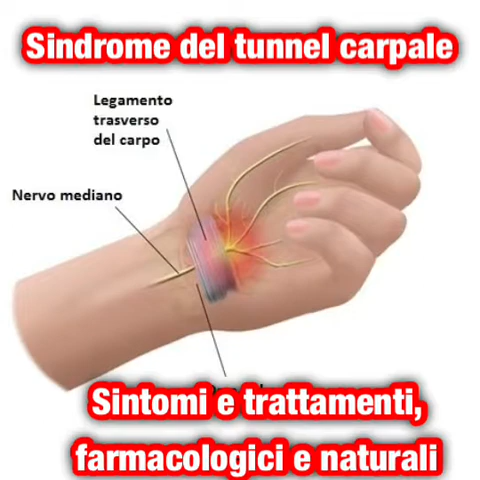 Sindrome del tunnel carpale
Legamento
trasverso
del carpo
Nervo mediano
Sintomi e trattamenti,
farmacologici e naturali